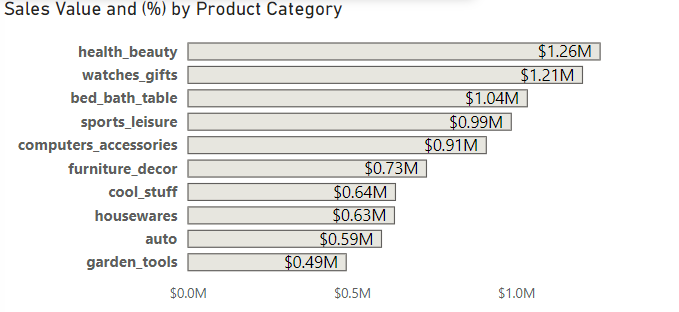 Sales Value and (%) by Product Category
health_beauty $1.26M
watches_gifts $1.21M
bed_bath_table $1.04M
sports_leisure $0.99M
computers_accessories $0.91M
furniture_decor $0.73M
cool_stuff $0.64M
housewares $0.63M
auto $0.59M
garden_tools $0.49M
$0.0M $0.5M $1.0M